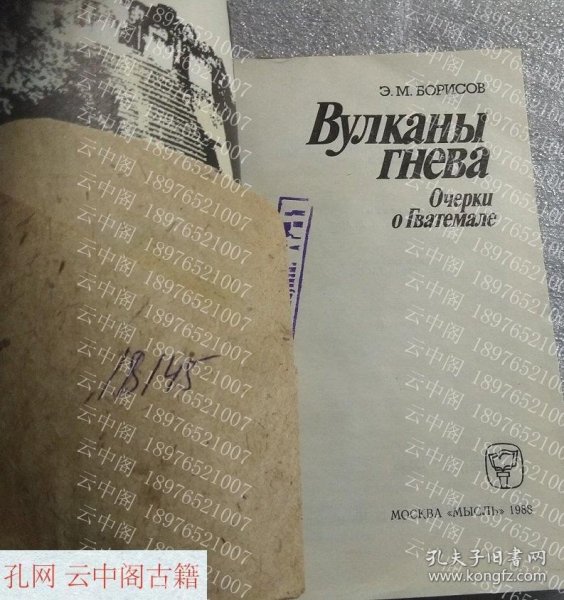 Э. М. БОРИСОВ
Вулканы
гнева
Очерки
о Гватемале
МОСКВА «МЫСЛЬ» 1988
18145
云中阁 18976521007
孔网 云中阁古籍
孔夫子旧书网
www.kongfz.com